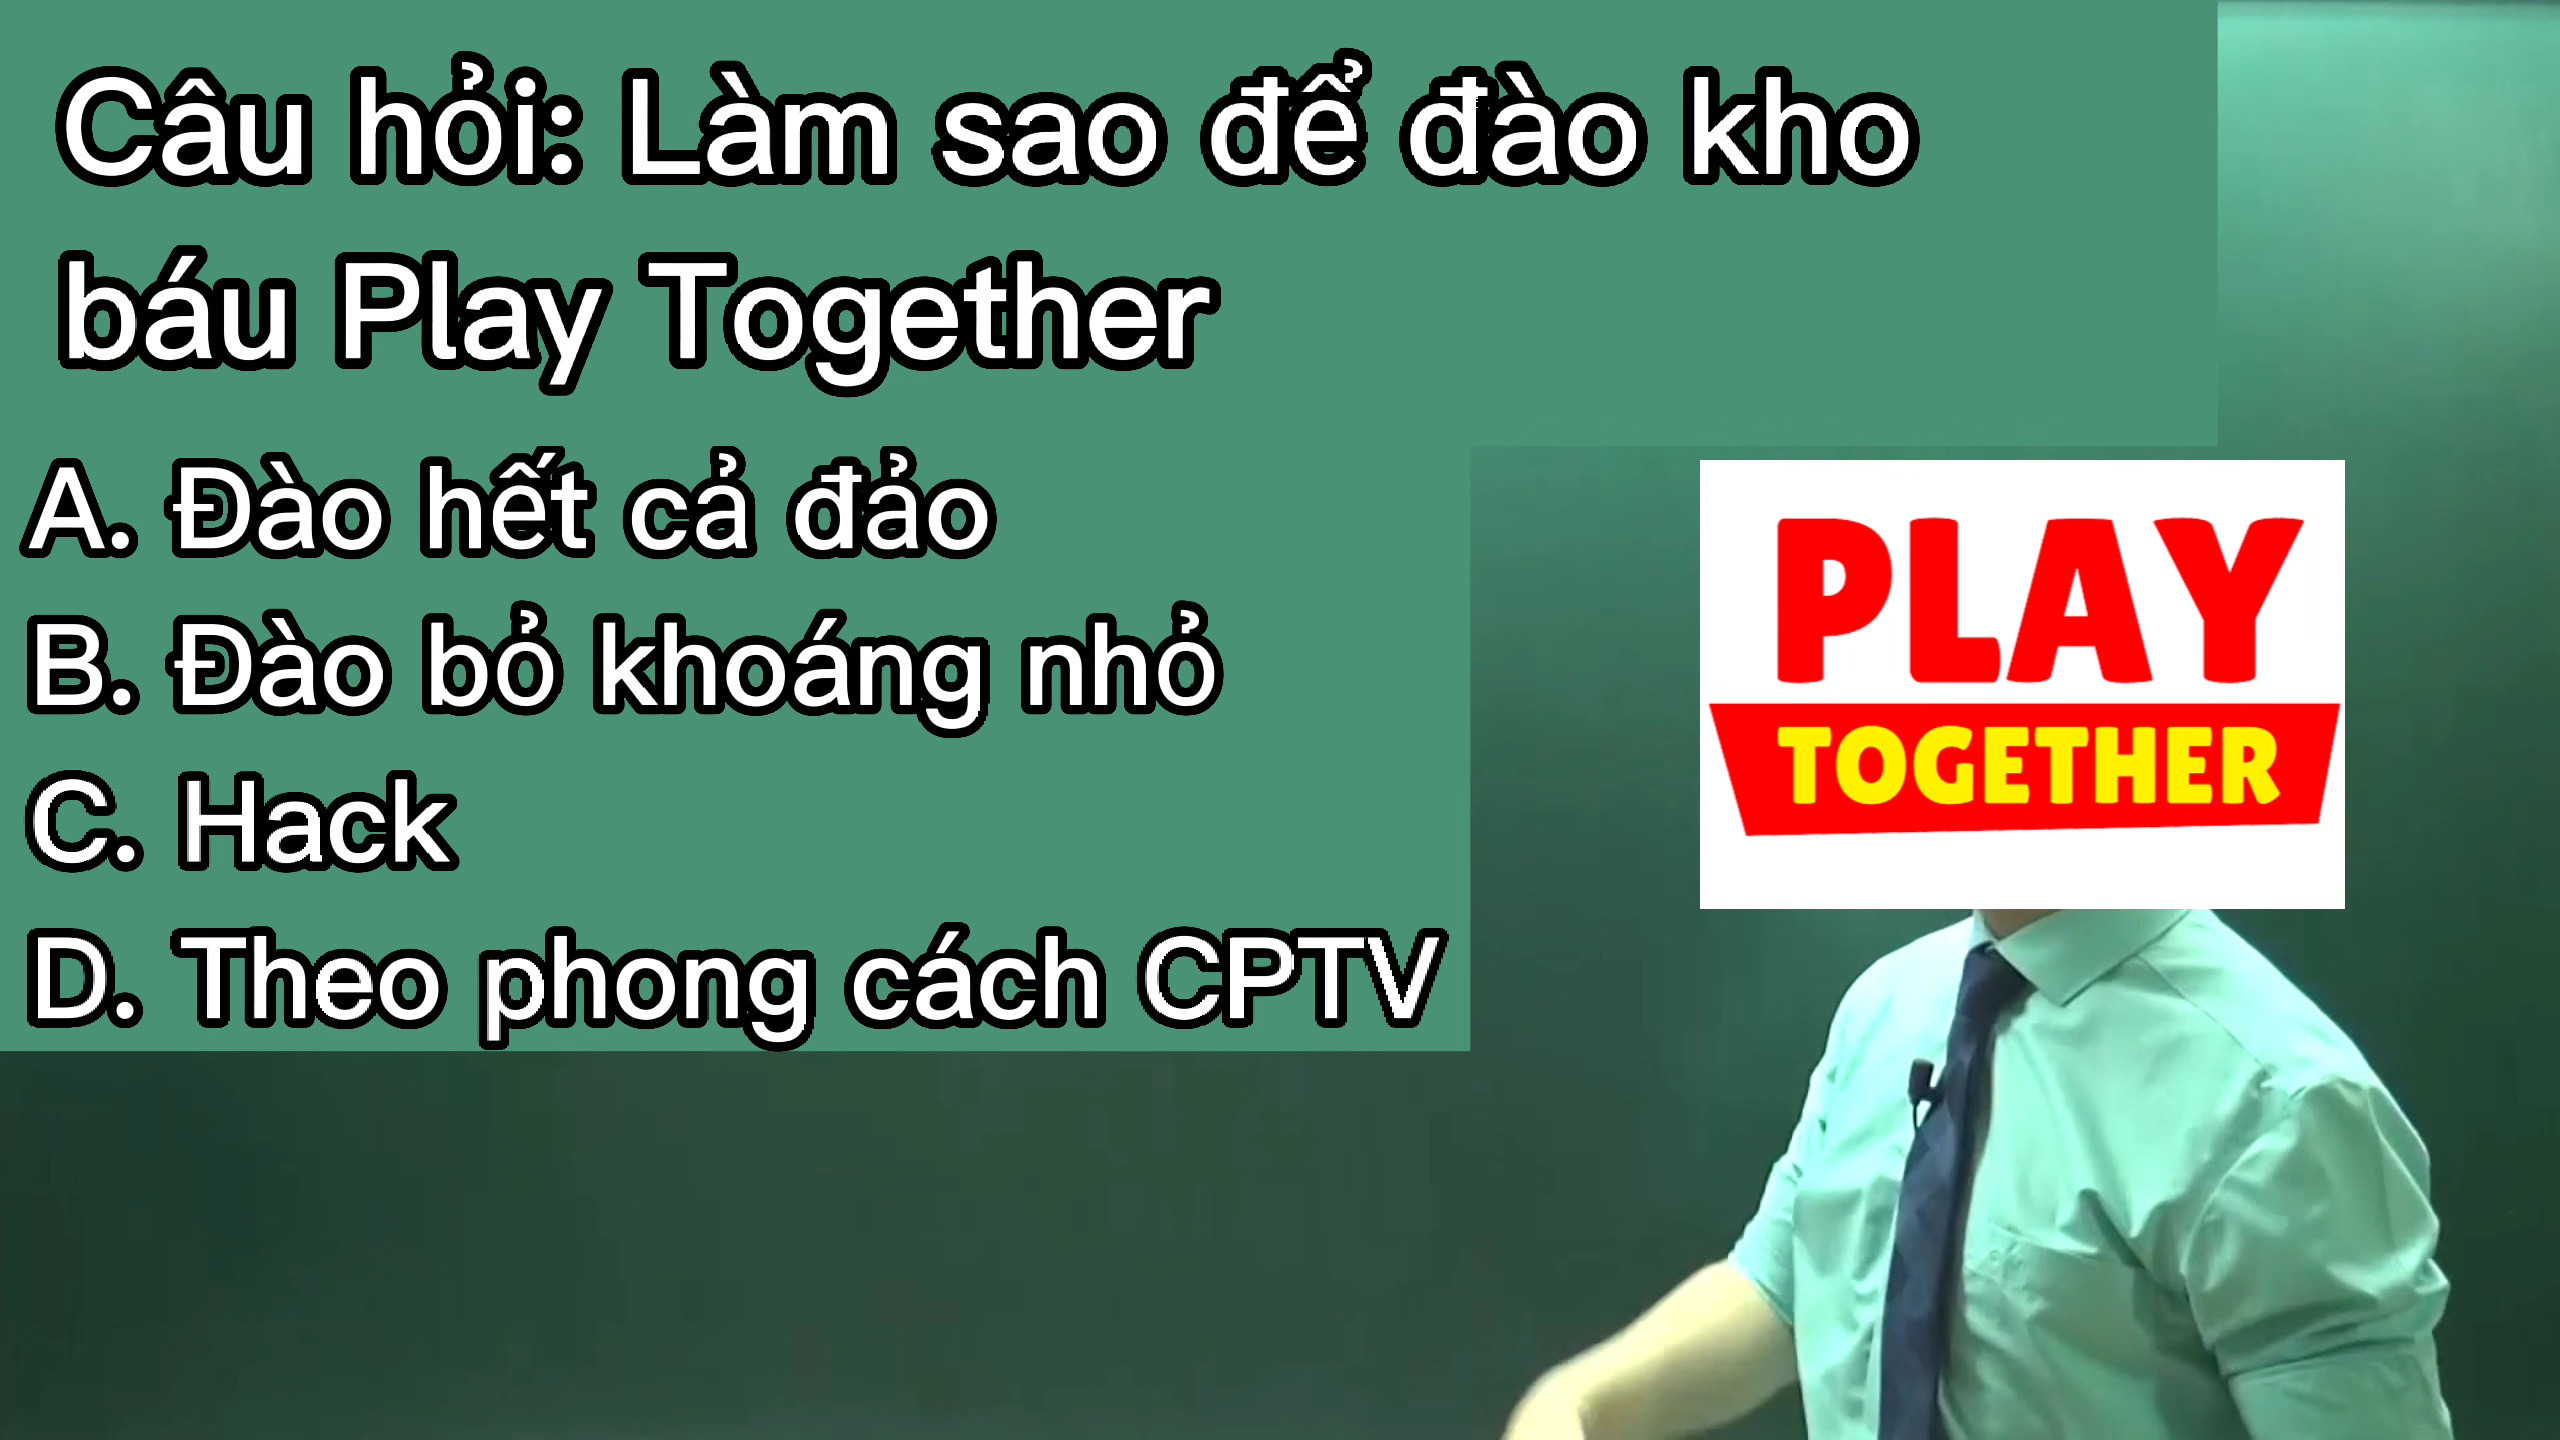 Câu hỏi: Làm sao để đào kho
báu Play Together
A. Đào hết cả đảo
B. Đào bỏ khoáng nhỏ
C. Hack
D. Theo phong cách CPTV
PLAY
TOGETHER